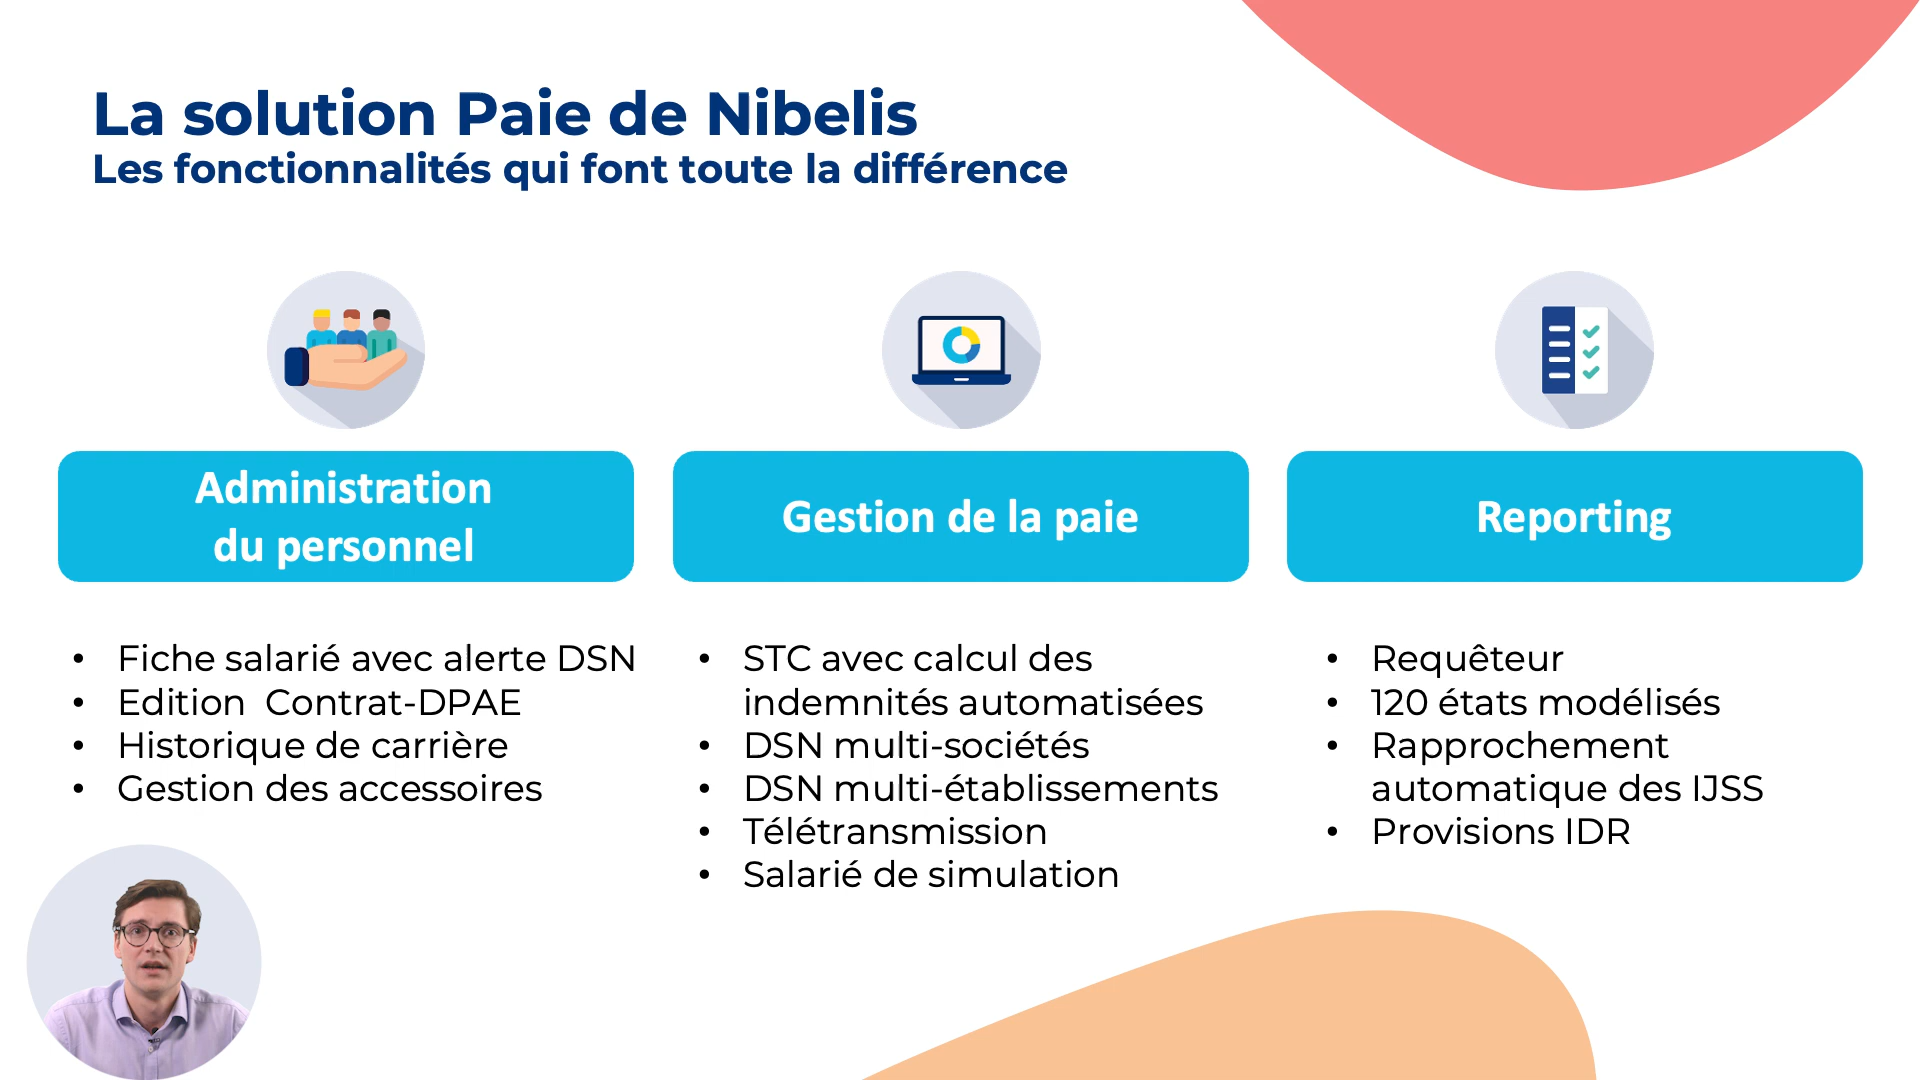 La solution Paie de Nibelis
Les fonctionnalités qui font toute la différence
Administration
du personnel
• Fiche salarié avec alerte DSN
• Edition  Contrat-DPAE
• Historique de carrière
• Gestion des accessoires
Gestion de la paie
• STC avec calcul des
indemnités automatisées
• DSN multi-sociétés
• DSN multi-établissements
• Télétransmission
• Salarié de simulation
Reporting
• Requêteur
• 120 états modélisés
• Rapprochement
automatique des IJSS
• Provisions IDR